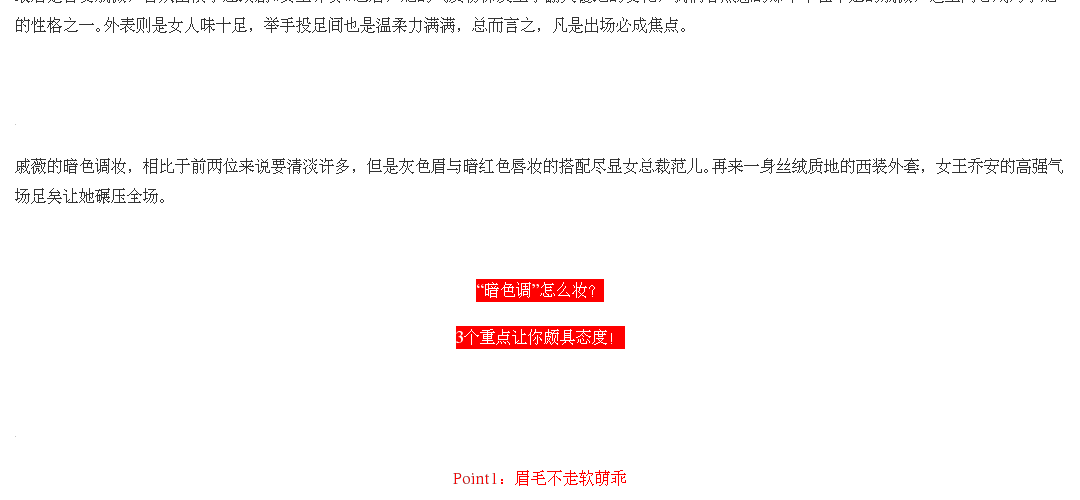 的性格之一。外表则是女人味十足，举手投足间也是温柔力满满，总而言之，凡是出场必成焦点。
戚薇的暗色调妆，相比于前两位来说要清淡许多，但是灰色眉与暗红色唇妆的搭配尽显女总裁范儿。再来一身丝绒质地的西装外套，女王乔安的高强气
场足矣让她碾压全场。
“暗色调”怎么妆？
3个重点让你颇具态度！
Point1：眉毛不走软萌乖